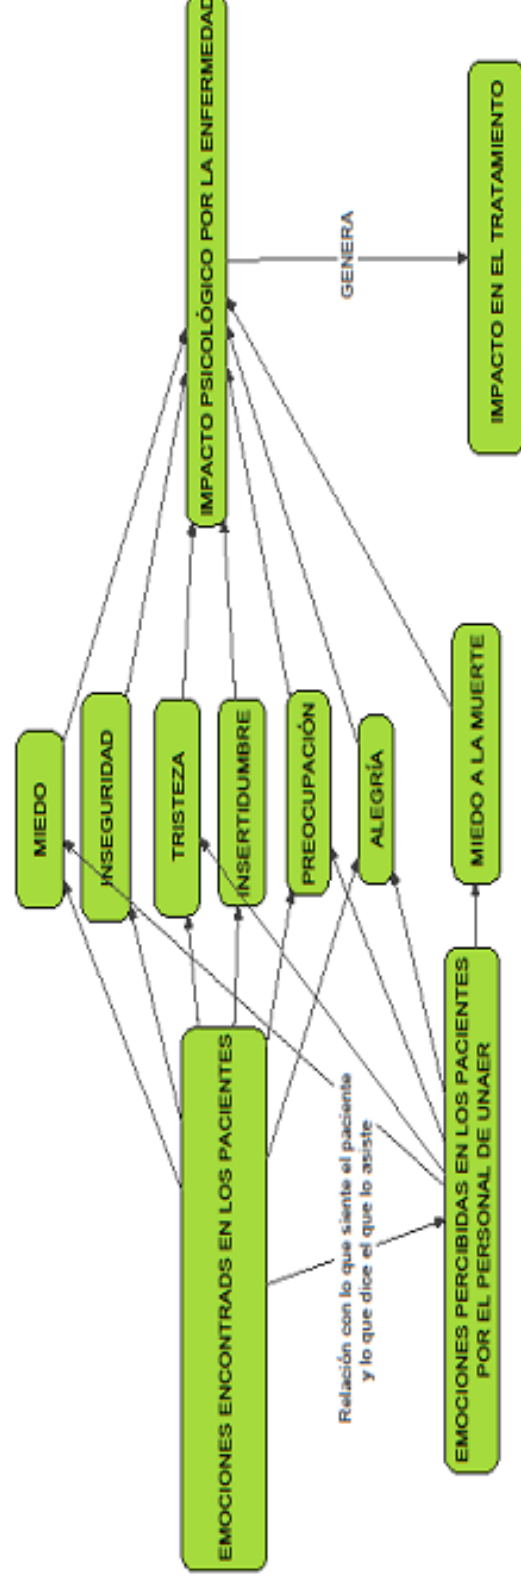 EMOCIONES ENCONTRADS EN LOS PACIENTES
Relación con lo que siente el paciente
y lo que dice el que lo asiste
EMOCIONES PERCIBIDAS EN LOS PACIENTES
POR EL PERSONAL DE UNAER
MIEDO
INSEGURIDAD
TRISTEZA
INSERTIDUMBRE
PREOCUPACIÓN
ALEGRÍA
MIEDO A LA MUERTE
IMPACTO PSICOLÓGICO POR LA ENFERMEDAD
GENERA
IMPACTO EN EL TRATAMIENTO